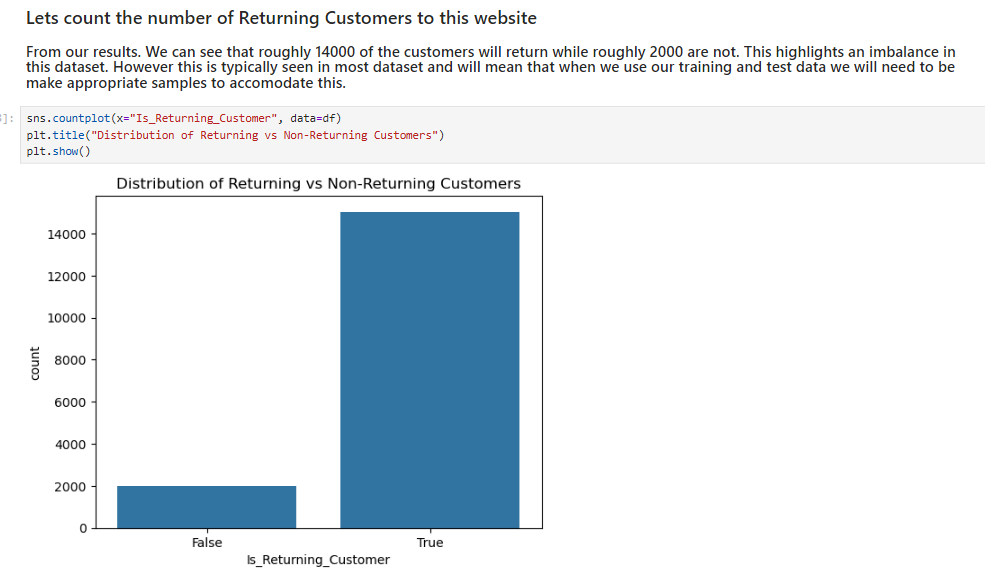 Lets count the number of Returning Customers to this website
From our results. We can see that roughly 14000 of the customers will return while roughly 2000 are not. This highlights an imbalance in
this dataset. However this is typically seen in most dataset and will mean that when we use our training and test data we will need to be
make appropriate samples to accomodate this.
]:
sns.countplot(x="Is_Returning_Customer", data=df)
plt.title("Distribution of Returning vs Non-Returning Customers")
plt.show()
Distribution of Returning vs Non-Returning Customers
14000
12000
10000
8000
6000
4000
2000
0
count
False
True
Is_Returning_Customer